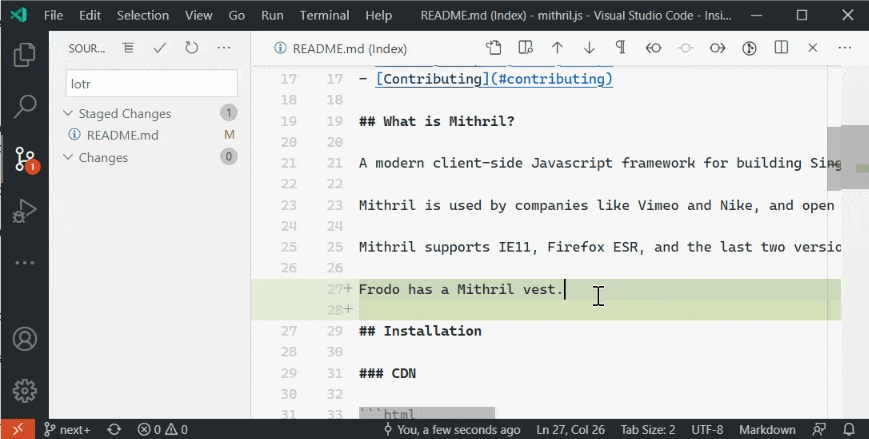 File Edit Selection View Go Run Terminal Help README.md (Index) - mithril.js - Visual Studio Code - Insi...
SOUR...
README.md (Index)
lotr
Staged Changes 1
README.md M
Changes 0
1
17 17 - [Contributing](#contributing)
18 18
19 19 ## What is Mithril?
20 20
21 21 A modern client-side Javascript framework for building Sing
22 22
23 23 Mithril is used by companies like Vimeo and Nike, and open
24 24
25 25 Mithril supports IE11, Firefox ESR, and the last two versio
26 26
27+ Frodo has a Mithril vest.
28+
27 29 ## Installation
28 30
29 31 ### CDN
30 32
31 33 ```html
next+ 0 0 You, a few seconds ago Ln 27, Col 26 Tab Size: 2 UTF-8 Markdown